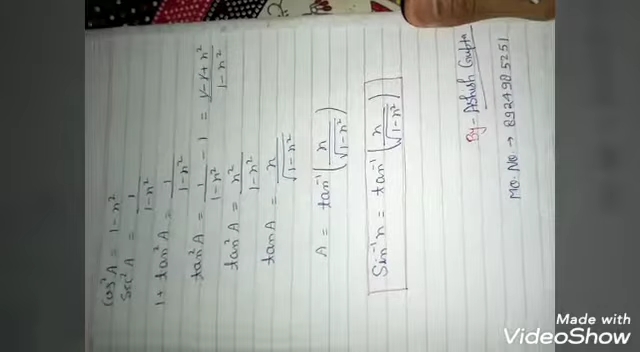 Cos²A = 1 - x²
Sec²A = 1/(1 - x²)
1 + tan²A = 1/(1 - x²)
tan²A = 1/(1 - x²) - 1 = (1 - 1 + x²)/(1 - x²)
tan²A = x²/(1 - x²)
tanA = x/√(1 - x²)
A = tan⁻¹(x/√(1 - x²))
Sin⁻¹x = tan⁻¹(x/√(1 - x²))
By - Ashish Gupta
Mo. No. → 8924985251
Made with
VideoShow